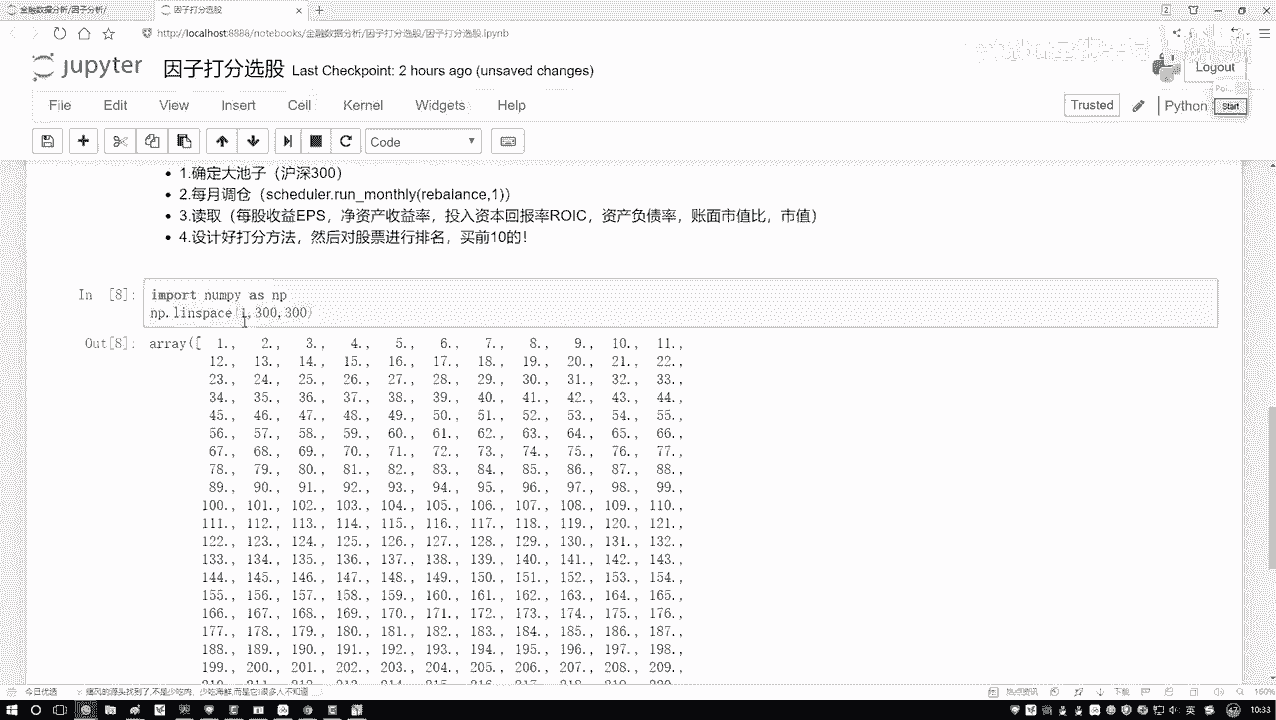 金融数据分析/因子分析/
因子打分选股
http://localhost:8888/notebooks/金融数据分析/因子打分选股/因子打分选股.ipynb
jupyter 因子打分选股 Last Checkpoint: 2 hours ago (unsaved changes)
Logout
File Edit View Insert Cell Kernel Widgets Help
Trusted Python
Start
Code
1.确定大池子（沪深300）
2.每月调仓（scheduler.run_monthly(rebalance,1)）
3.读取（每股收益EPS，净资产收益率，投入资本回报率ROIC，资产负债率，账面市值比，市值）
4.设计好打分方法，然后对股票进行排名，买前10的！
In [8]: import numpy as np
np.linspace(1,300,300)
Out[8]: array([ 1., 2., 3., 4., 5., 6., 7., 8., 9., 10., 11.,
12., 13., 14., 15., 16., 17., 18., 19., 20., 21., 22.,
23., 24., 25., 26., 27., 28., 29., 30., 31., 32., 33.,
34., 35., 36., 37., 38., 39., 40., 41., 42., 43., 44.,
45., 46., 47., 48., 49., 50., 51., 52., 53., 54., 55.,
56., 57., 58., 59., 60., 61., 62., 63., 64., 65., 66.,
67., 68., 69., 70., 71., 72., 73., 74., 75., 76., 77.,
78., 79., 80., 81., 82., 83., 84., 85., 86., 87., 88.,
89., 90., 91., 92., 93., 94., 95., 96., 97., 98., 99.,
100., 101., 102., 103., 104., 105., 106., 107., 108., 109., 110.,
111., 112., 113., 114., 115., 116., 117., 118., 119., 120., 121.,
122., 123., 124., 125., 126., 127., 128., 129., 130., 131., 132.,
133., 134., 135., 136., 137., 138., 139., 140., 141., 142., 143.,
144., 145., 146., 147., 148., 149., 150., 151., 152., 153., 154.,
155., 156., 157., 158., 159., 160., 161., 162., 163., 164., 165.,
166., 167., 168., 169., 170., 171., 172., 173., 174., 175., 176.,
177., 178., 179., 180., 181., 182., 183., 184., 185., 186., 187.,
188., 189., 190., 191., 192., 193., 194., 195., 196., 197., 198.,
199., 200., 201., 202., 203., 204., 205., 206., 207., 208., 209.,
今日优选
热点资讯 下载 160%
英 10:33